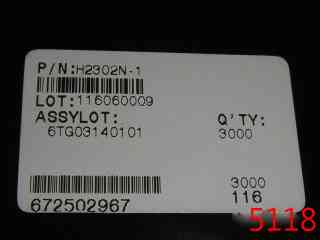 P/N:H2302N-1
LOT:116060009
ASSYLOT: Q'TY:
6TG03140101 3000
3000
672502967 116
5118